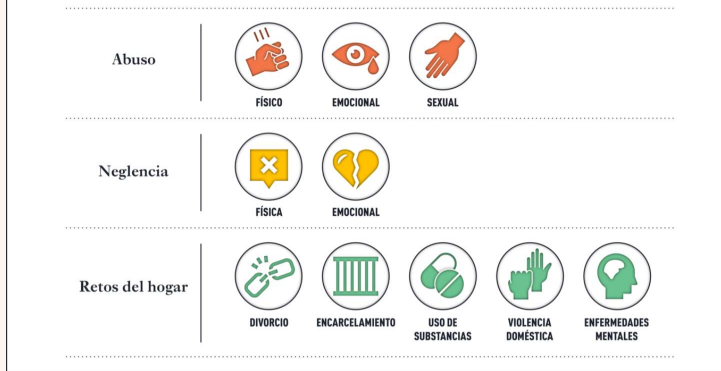 Abuso
FÍSICO
EMOCIONAL
SEXUAL
Neglencia
FÍSICA
EMOCIONAL
Retos del hogar
DIVORCIO
ENCARCELAMIENTO
USO DE
SUBSTANCIAS
VIOLENCIA
DOMÉSTICA
ENFERMEDADES
MENTALES